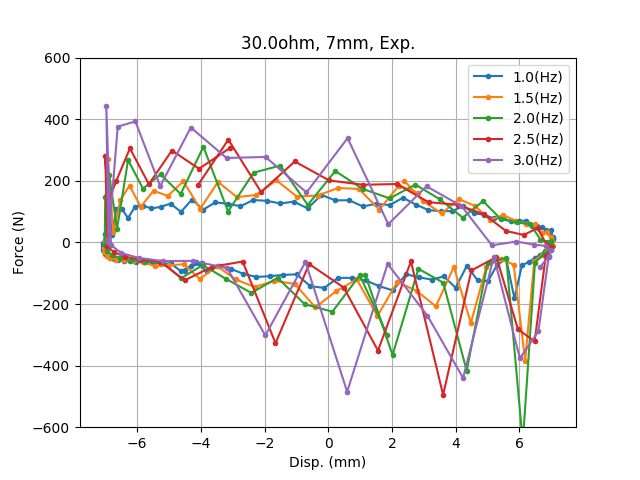 30.0ohm, 7mm, Exp.
1.0(Hz)
1.5(Hz)
2.0(Hz)
2.5(Hz)
3.0(Hz)
600
400
200
0
−200
−400
−600
Force (N)
−6 −4 −2 0 2 4 6
Disp. (mm)